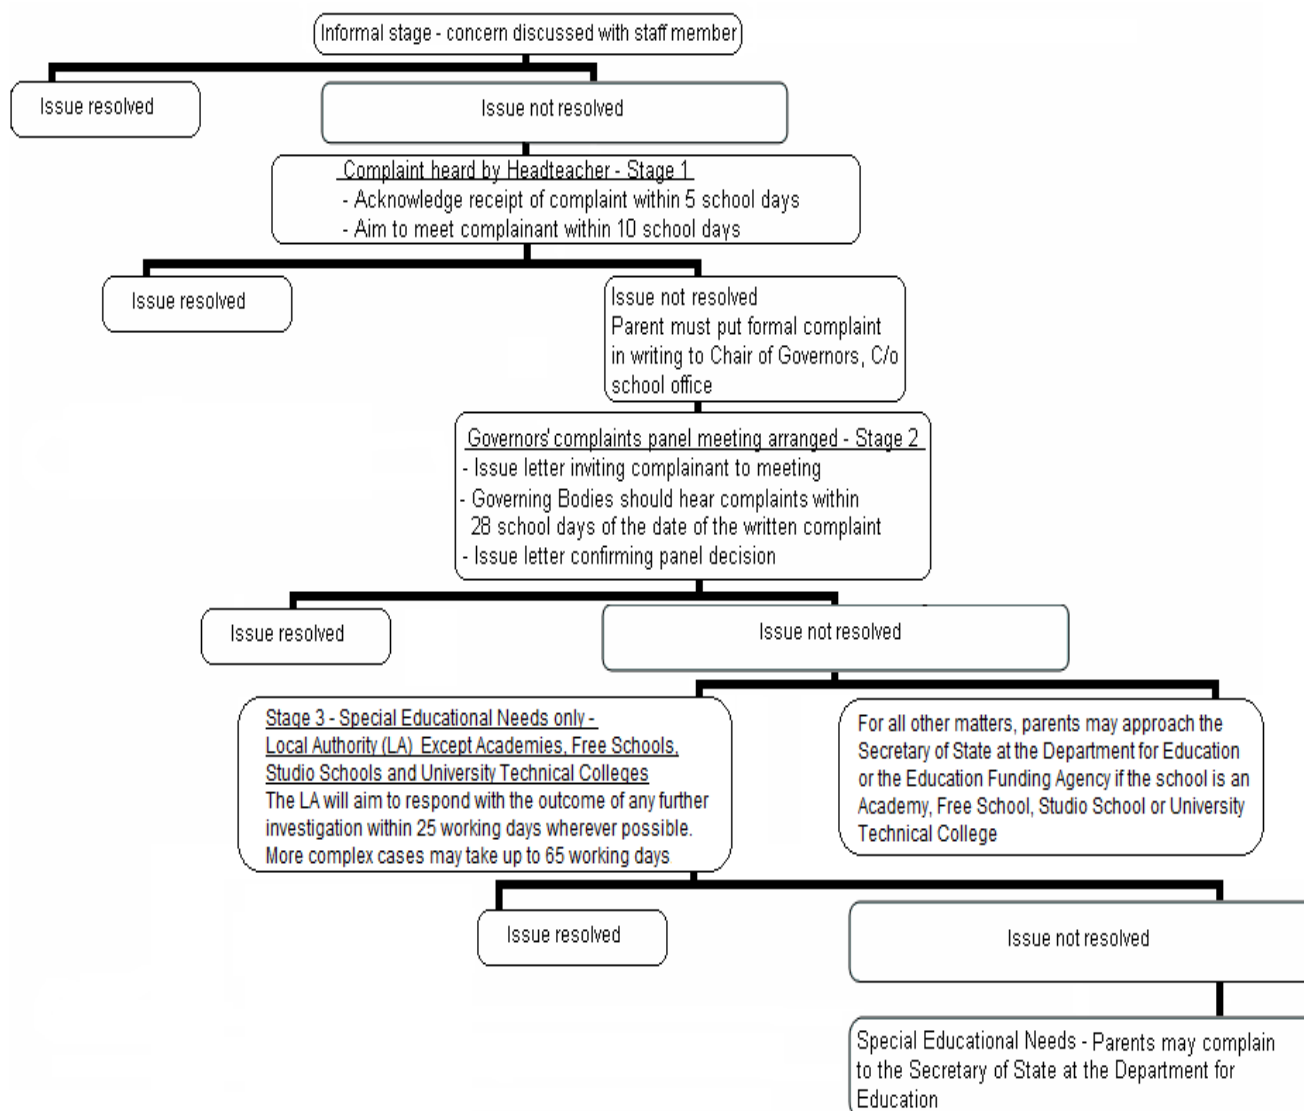 Informal stage - concern discussed with staff member
Issue resolved
Issue not resolved
Complaint heard by Headteacher - Stage 1
- Acknowledge receipt of complaint within 5 school days
- Aim to meet complainant within 10 school days
Issue resolved
Issue not resolved
Parent must put formal complaint
in writing to Chair of Governors, C/o
school office
Governors' complaints panel meeting arranged - Stage 2
- Issue letter inviting complainant to meeting
- Governing Bodies should hear complaints within
28 school days of the date of the written complaint
- Issue letter confirming panel decision
Issue resolved
Issue not resolved
Stage 3 - Special Educational Needs only -
Local Authority (LA) Except Academies, Free Schools,
Studio Schools and University Technical Colleges
The LA will aim to respond with the outcome of any further
investigation within 25 working days wherever possible.
More complex cases may take up to 65 working days
For all other matters, parents may approach the
Secretary of State at the Department for Education
or the Education Funding Agency if the school is an
Academy, Free School, Studio School or University
Technical College
Issue resolved
Issue not resolved
Special Educational Needs - Parents may complain
to the Secretary of State at the Department for
Education